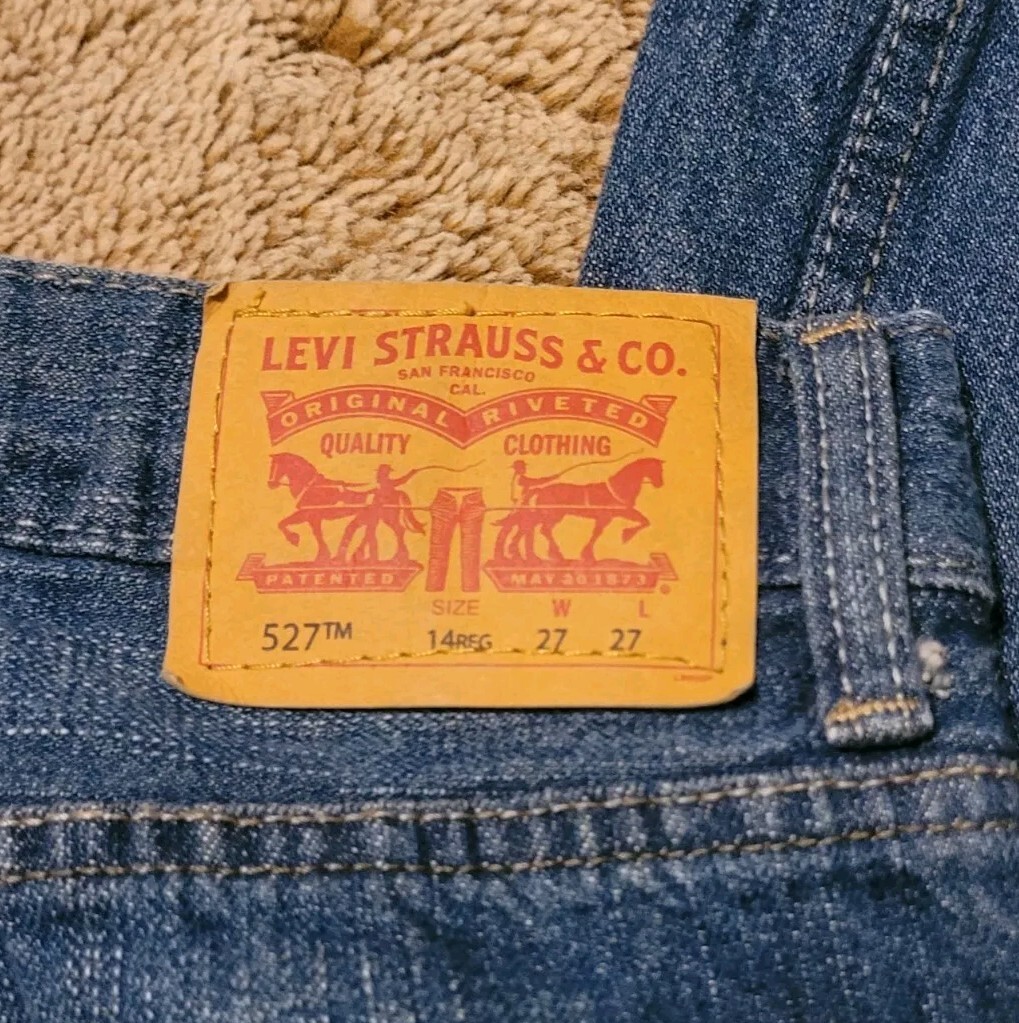 LEVI STRAUSS & CO.
SAN FRANCISCO
CAL.
ORIGINAL RIVETED
QUALITY CLOTHING
PATENTED MAY 20 1873
SIZE W L
527™ 14REG 27 27